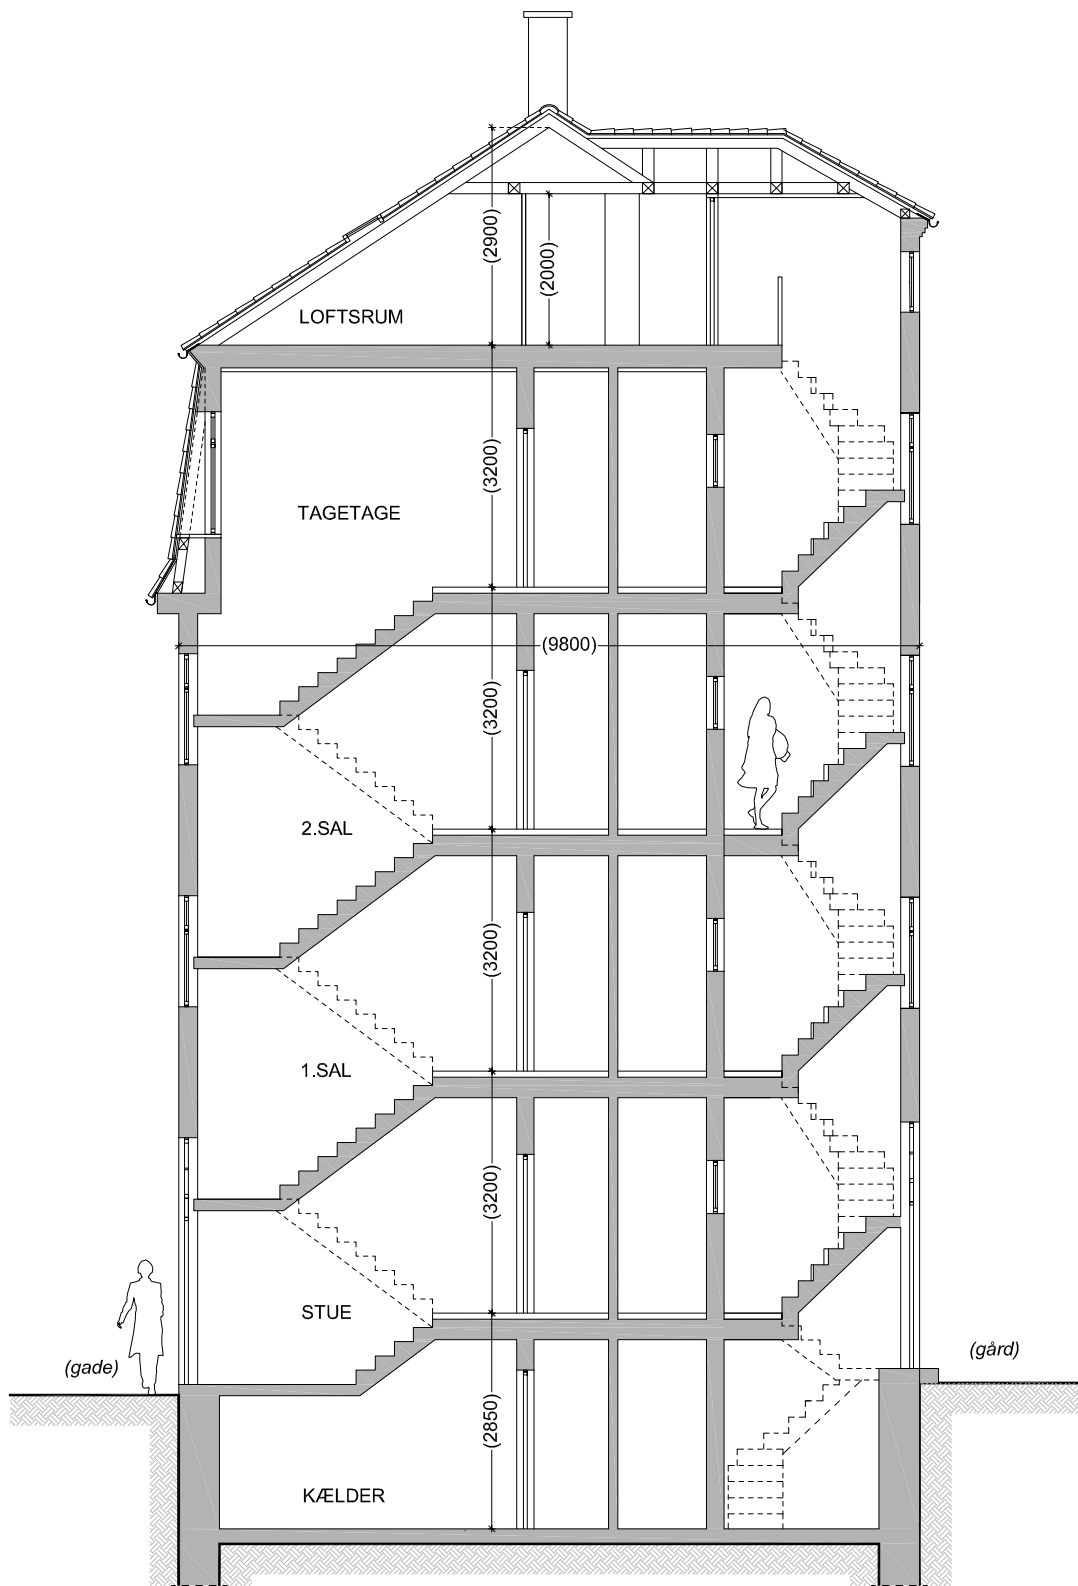 (2900)
(2000)
LOFTSRUM
(3200)
TAGETAGE
(9800)
(3200)
2.SAL
(3200)
1.SAL
(3200)
STUE
(gade)
(gård)
(2850)
KÆLDER